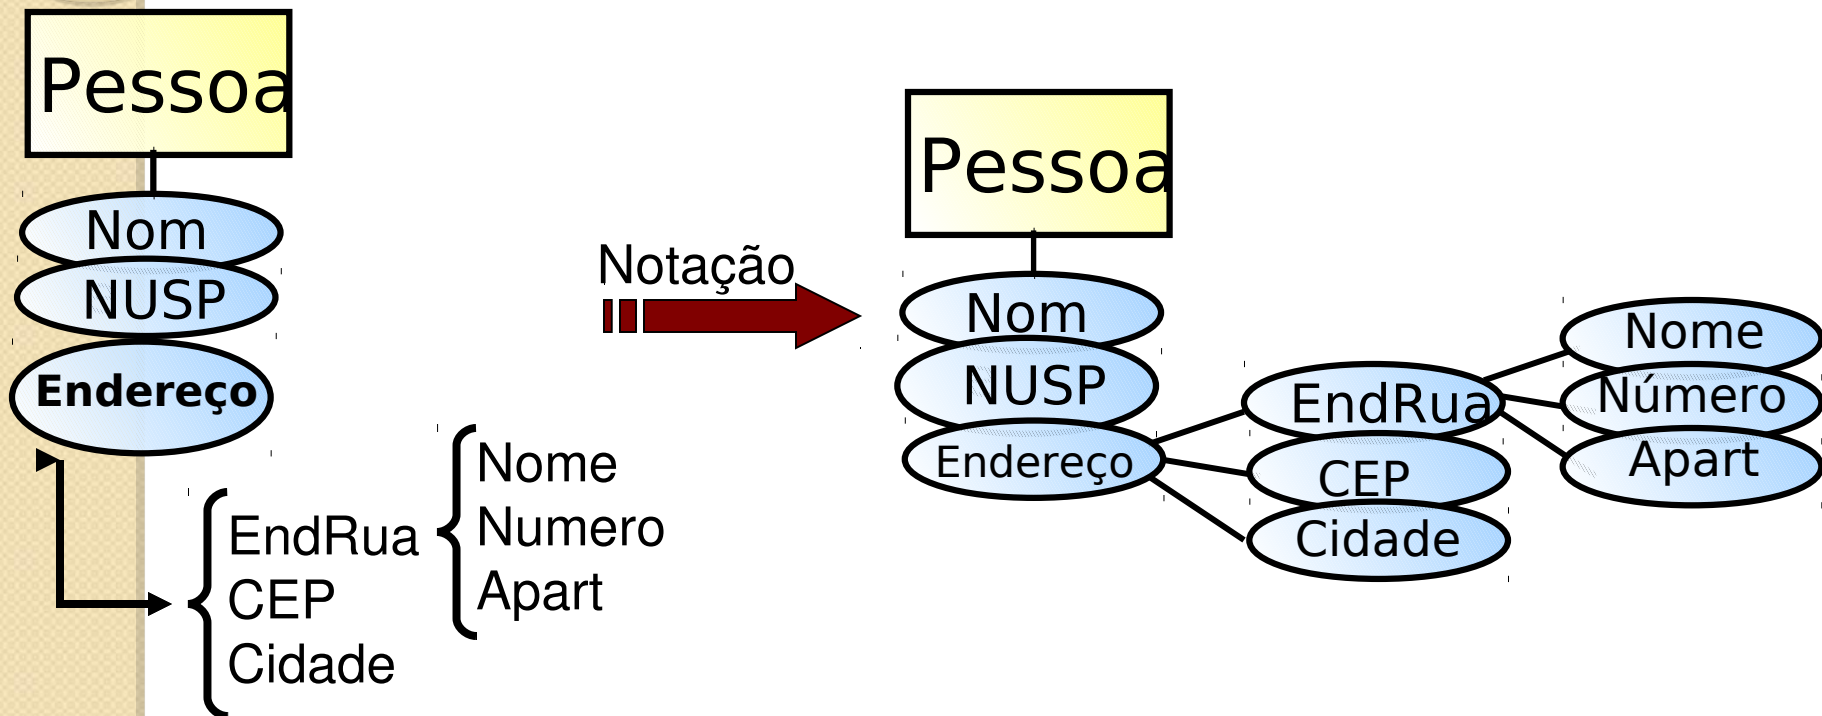 Pessoa
Nom
NUSP
Endereço
EndRua
CEP
Cidade
Nome
Numero
Apart
Notação
Pessoa
Nom
NUSP
Endereço
EndRua
CEP
Cidade
Nome
Número
Apart